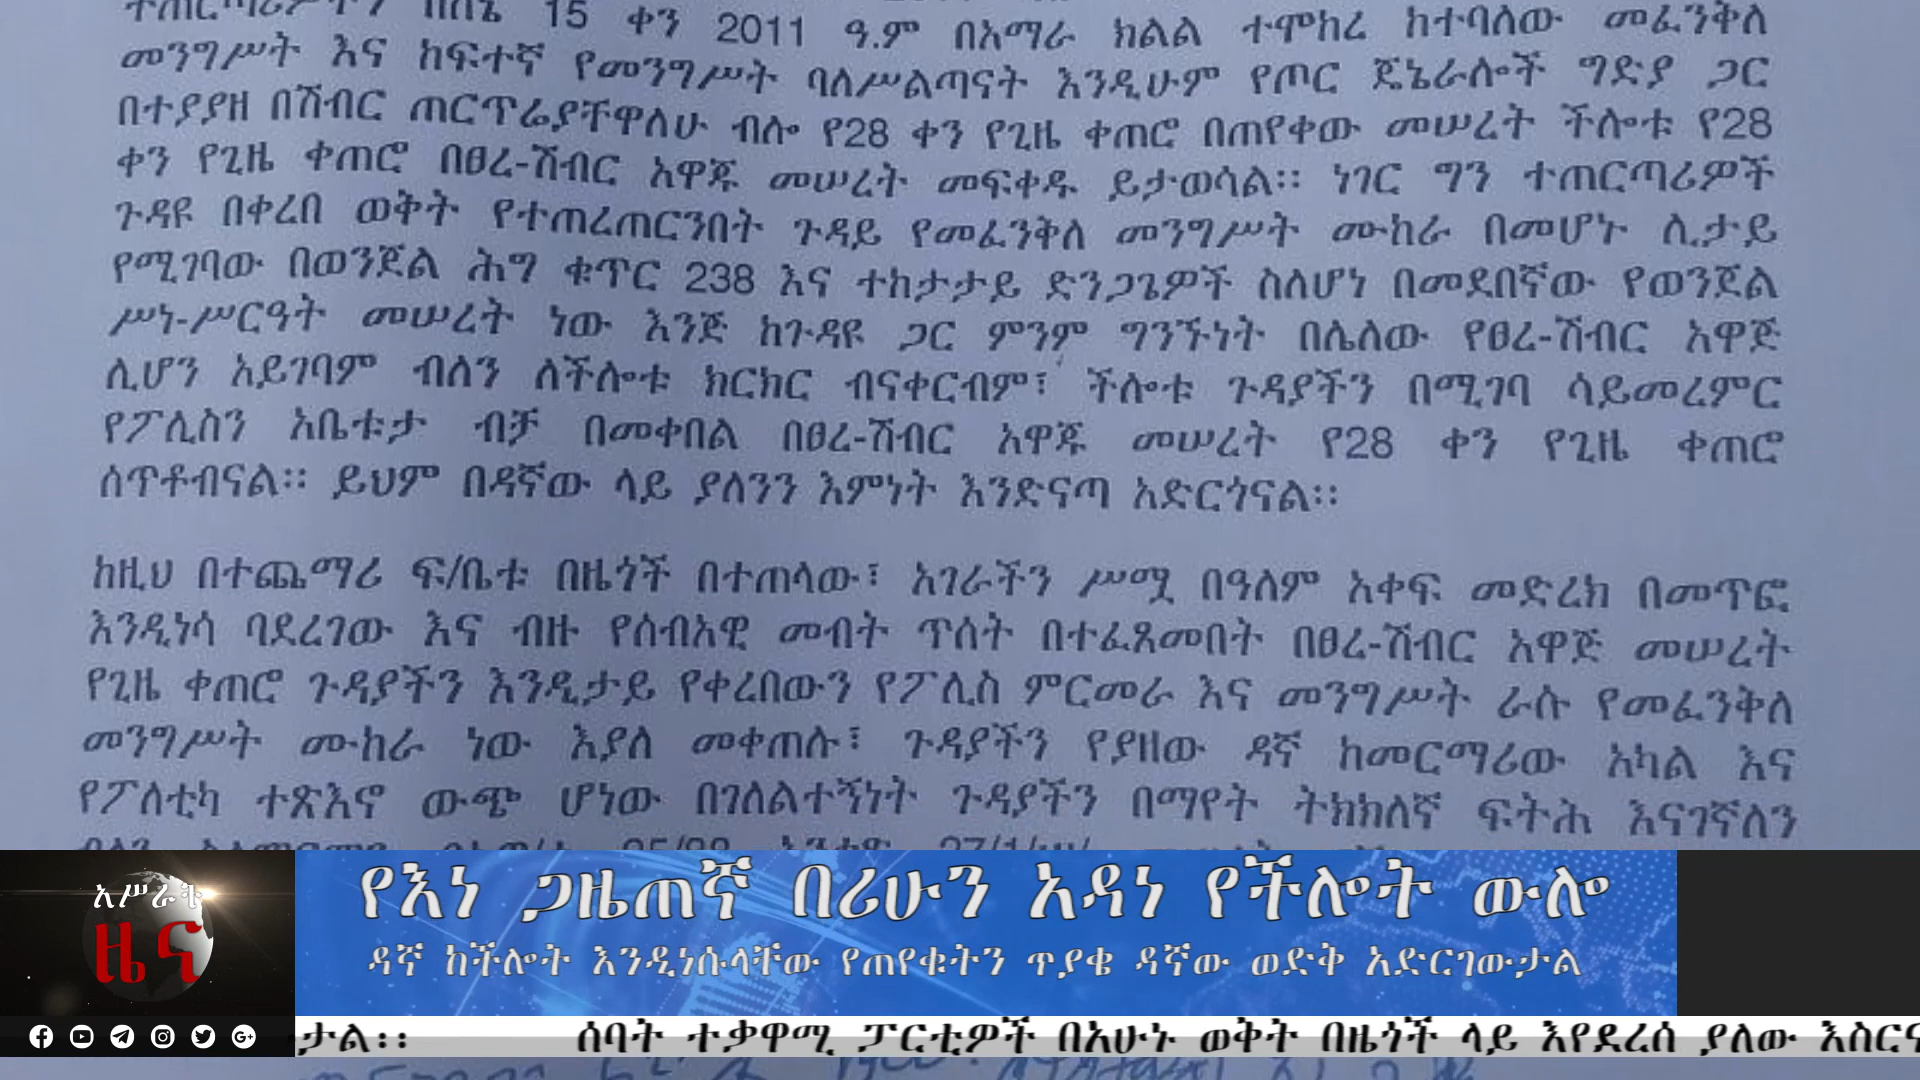 15 ቀን 2011 ዓ.ም በአማራ ክልል ተሞከረ ከተባለው መፈንቅለ
መንግሥት እና ከፍተኛ የመንግሥት ባለሥልጣናት እንዲሁም የጦር ጄኔራሎች ግድያ ጋር
በተያያዘ በሽብር ጠርጥሬያቸዋለሁ ብሎ የ28 ቀን የጊዜ ቀጠሮ በጠየቀው መሠረት ችሎቱ የ28
ቀን የጊዜ ቀጠሮ በፀረ-ሽብር አዋጁ መሠረት መፍቀዱ ይታወሳል፡፡ ነገር ግን ተጠርጣሪዎች
ጉዳዩ በቀረበ ወቅት የተጠረጠርንበት ጉዳይ የመፈንቅለ መንግሥት ሙከራ በመሆኑ ሊታይ
የሚገባው በወንጀል ሕግ ቁጥር 238 እና ተከታታይ ድንጋጌዎች ስለሆነ በመደበኛው የወንጀል
ሥነ-ሥርዓት መሠረት ነው እንጅ ከጉዳዩ ጋር ምንም ግንኙነት በሌለው የፀረ-ሽብር አዋጅ
ሊሆን አይገባም ብለን ለችሎቱ ክርክር ብናቀርብም፣ ችሎቱ ጉዳያችን በሚገባ ሳይመረምር
የፖሊስን አቤቱታ ብቻ በመቀበል በፀረ-ሽብር አዋጁ መሠረት የ28 ቀን የጊዜ ቀጠሮ
ሰጥቶብናል፡፡ ይህም በዳኛው ላይ ያለንን እምነት እንድናጣ አድርጎናል፡፡
ከዚህ በተጨማሪ ፍ/ቤቱ በዜጎች በተጠላው፣ አገራችን ሥሟ በዓለም አቀፍ መድረክ በመጥፎ
እንዲነሳ ባደረገው እና ብዙ የሰብአዊ መብት ጥሰት በተፈጸመበት በፀረ-ሽብር አዋጅ መሠረት
የጊዜ ቀጠሮ ጉዳያችን እንዲታይ የቀረበውን የፖሊስ ምርመራ እና መንግሥት ራሱ የመፈንቅለ
መንግሥት ሙከራ ነው እያለ መቀጠሉ፣ ጉዳያችን የያዘው ዳኛ ከመርማሪው አካል እና
የፖለቲካ ተጽእኖ ውጭ ሆነው በገለልተኝነት ጉዳያችን በማየት ትክክለኛ ፍትሕ እናገኛለን
አሥራት
ዜና
የእነ ጋዜጠኛ በሪሁን አዳነ የችሎት ውሎ
ዳኛ ከችሎት እንዲነሱላቸው የጠየቁትን ጥያቄ ዳኛው ወድቅ አድርገውታል
ታል፡፡ ሰባት ተቃዋሚ ፓርቲዎች በአሁኑ ወቅት በዜጎች ላይ እየደረሰ ያለው